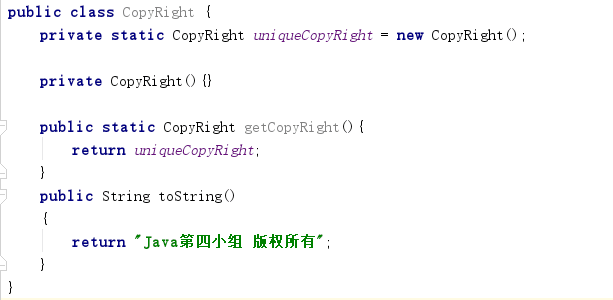 public class CopyRight {
private static CopyRight uniqueCopyRight = new CopyRight();
private CopyRight(){}
public static CopyRight getCopyRight(){
return uniqueCopyRight;
}
public String toString()
{
return "Java第四小组 版权所有";
}
}